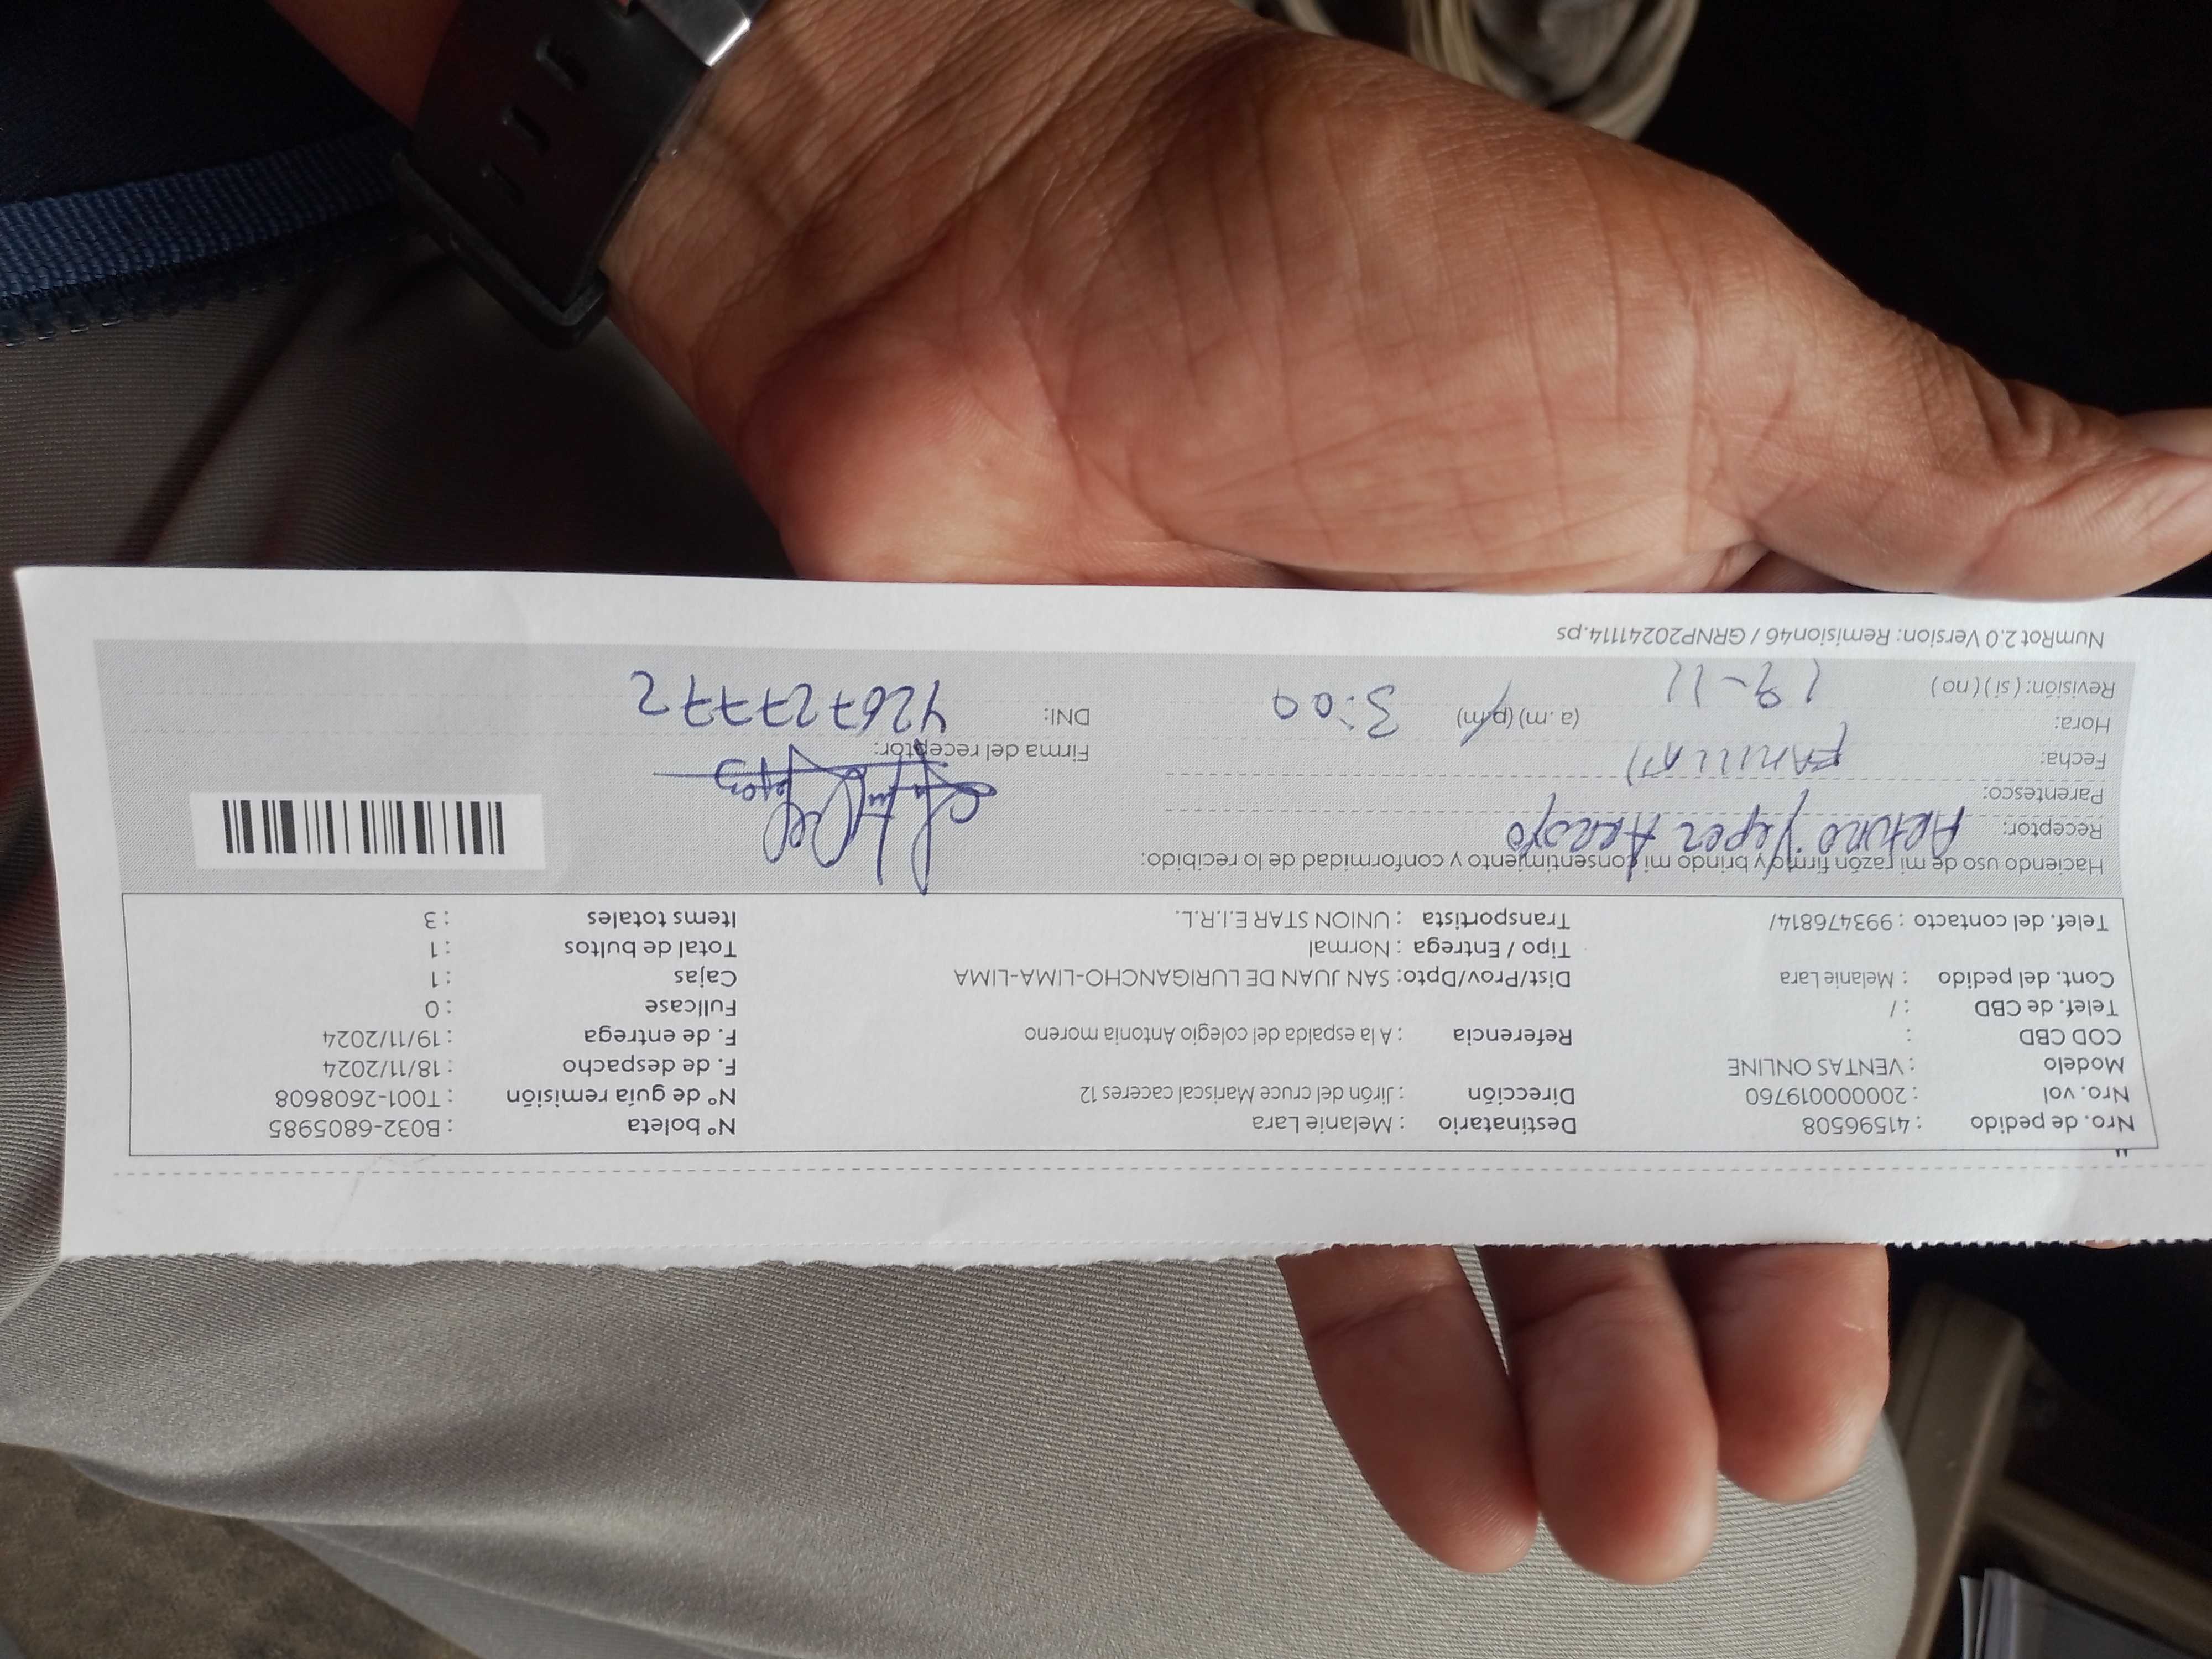 Nro. de pedido : 41596508 Destinatario : Melanie Lara N° boleta : B032-6805985
Nro. vol : 200000019760 Dirección : Jirón del cruce Mariscal caceres 12 N° de guía remisión : T001-2608608
Modelo : VENTAS ONLINE F. de despacho : 18/11/2024
COD CBD : Referencia : A la espalda del colegio Antonia moreno F. de entrega : 19/11/2024
Telef. de CBD : / Fullcase : 0
Cont. del pedido : Melanie Lara Dist/Prov/Dpto: SAN JUAN DE LURIGANCHO-LIMA-LIMA Cajas : 1
Tipo / Entrega : Normal Total de bultos : 1
Telef. del contacto : 993476814/ Transportista : UNION STAR E.I.R.L. Items totales : 3
Haciendo uso de mi razón firmo y brindo mi consentimiento y conformidad de lo recibido:
Receptor: Arturo Yeper Arroyo
Parentesco:
Fecha: FAMILIA Firma del receptor:
Hora: (a. m) (p.m) 3:00 DNI: 42672777 2
Revisión: ( si ) ( no ) 19-11
NumRot 2.0 Version: Remision46 / GRNP20241114.ps